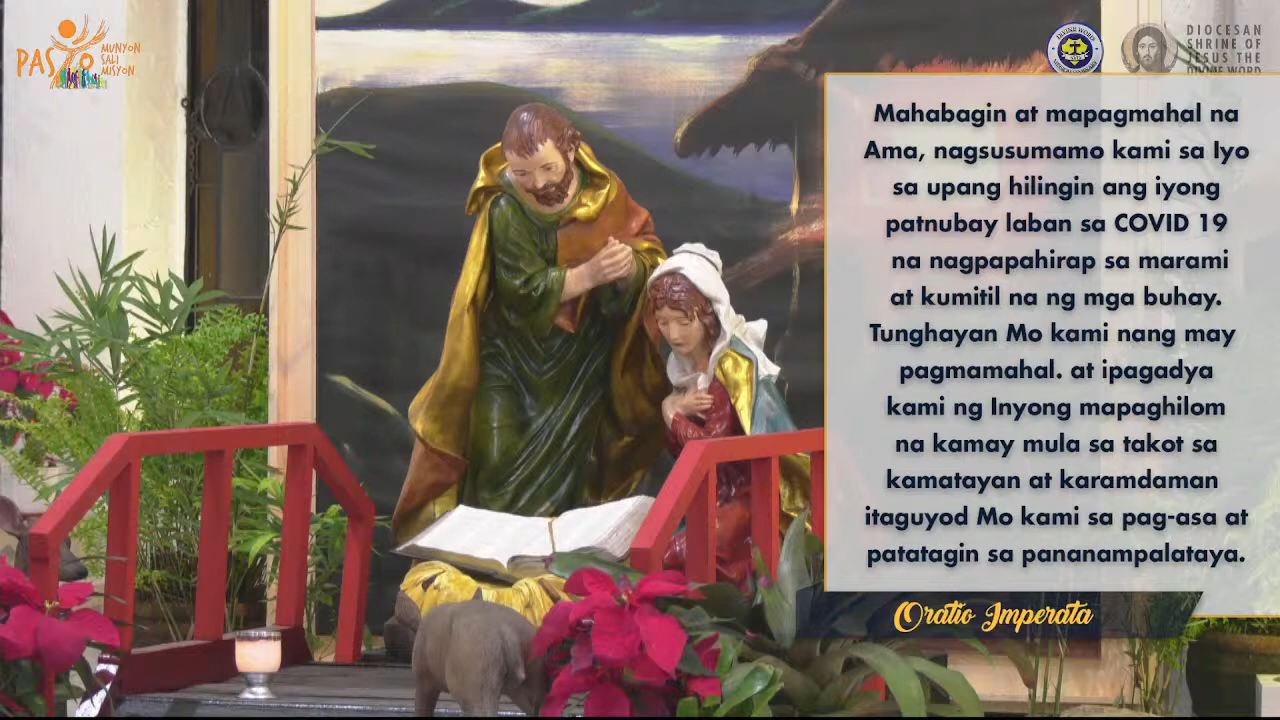 PASYO
MUNYON
SALI
MISYON
DIOCESAN
SHRINE OF
JESUS THE
DIVINE WORD
Mahabagin at mapagmahal na
Ama, nagsusumamo kami sa Iyo
sa upang hilingin ang iyong
patnubay laban sa COVID 19
na nagpapahirap sa marami
at kumitil na ng mga buhay.
Tunghayan Mo kami nang may
pagmamahal. at ipagadya
kami ng Inyong mapaghilom
na kamay mula sa takot sa
kamatayan at karamdaman
itaguyod Mo kami sa pag-asa at
patatagin sa pananampalataya.
Oratio Imperata